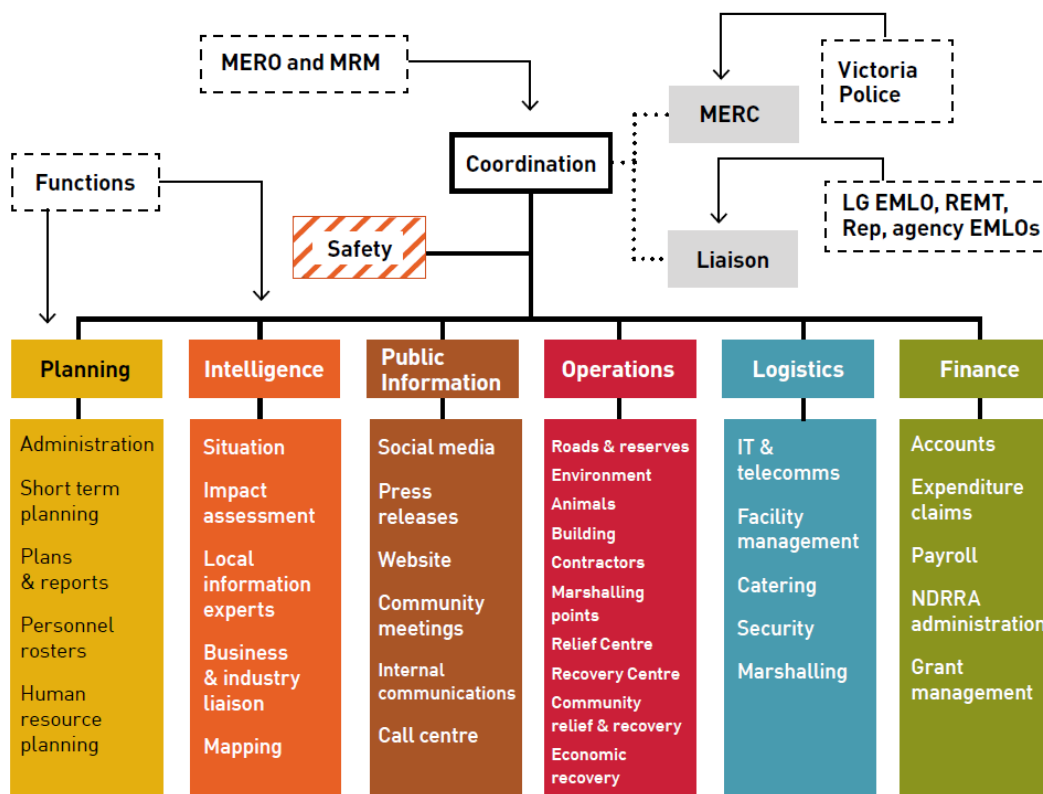 MERO and MRM
Victoria
Police
MERC
Coordination
Functions
LG EMLO, REMT,
Rep, agency EMLOs
Safety
Liaison
Planning
Administration
Short term
planning
Plans
& reports
Personnel
rosters
Human
resource
planning
Intelligence
Situation
Impact
assessment
Local
information
experts
Business
& industry
liaison
Mapping
Public
Information
Social media
Press
releases
Website
Community
meetings
Internal
communications
Call centre
Operations
Roads & reserves
Environment
Animals
Building
Contractors
Marshalling
points
Relief Centre
Recovery Centre
Community
relief & recovery
Economic
recovery
Logistics
IT &
telecomms
Facility
management
Catering
Security
Marshalling
Finance
Accounts
Expenditure
claims
Payroll
NDRRA
administration
Grant
management